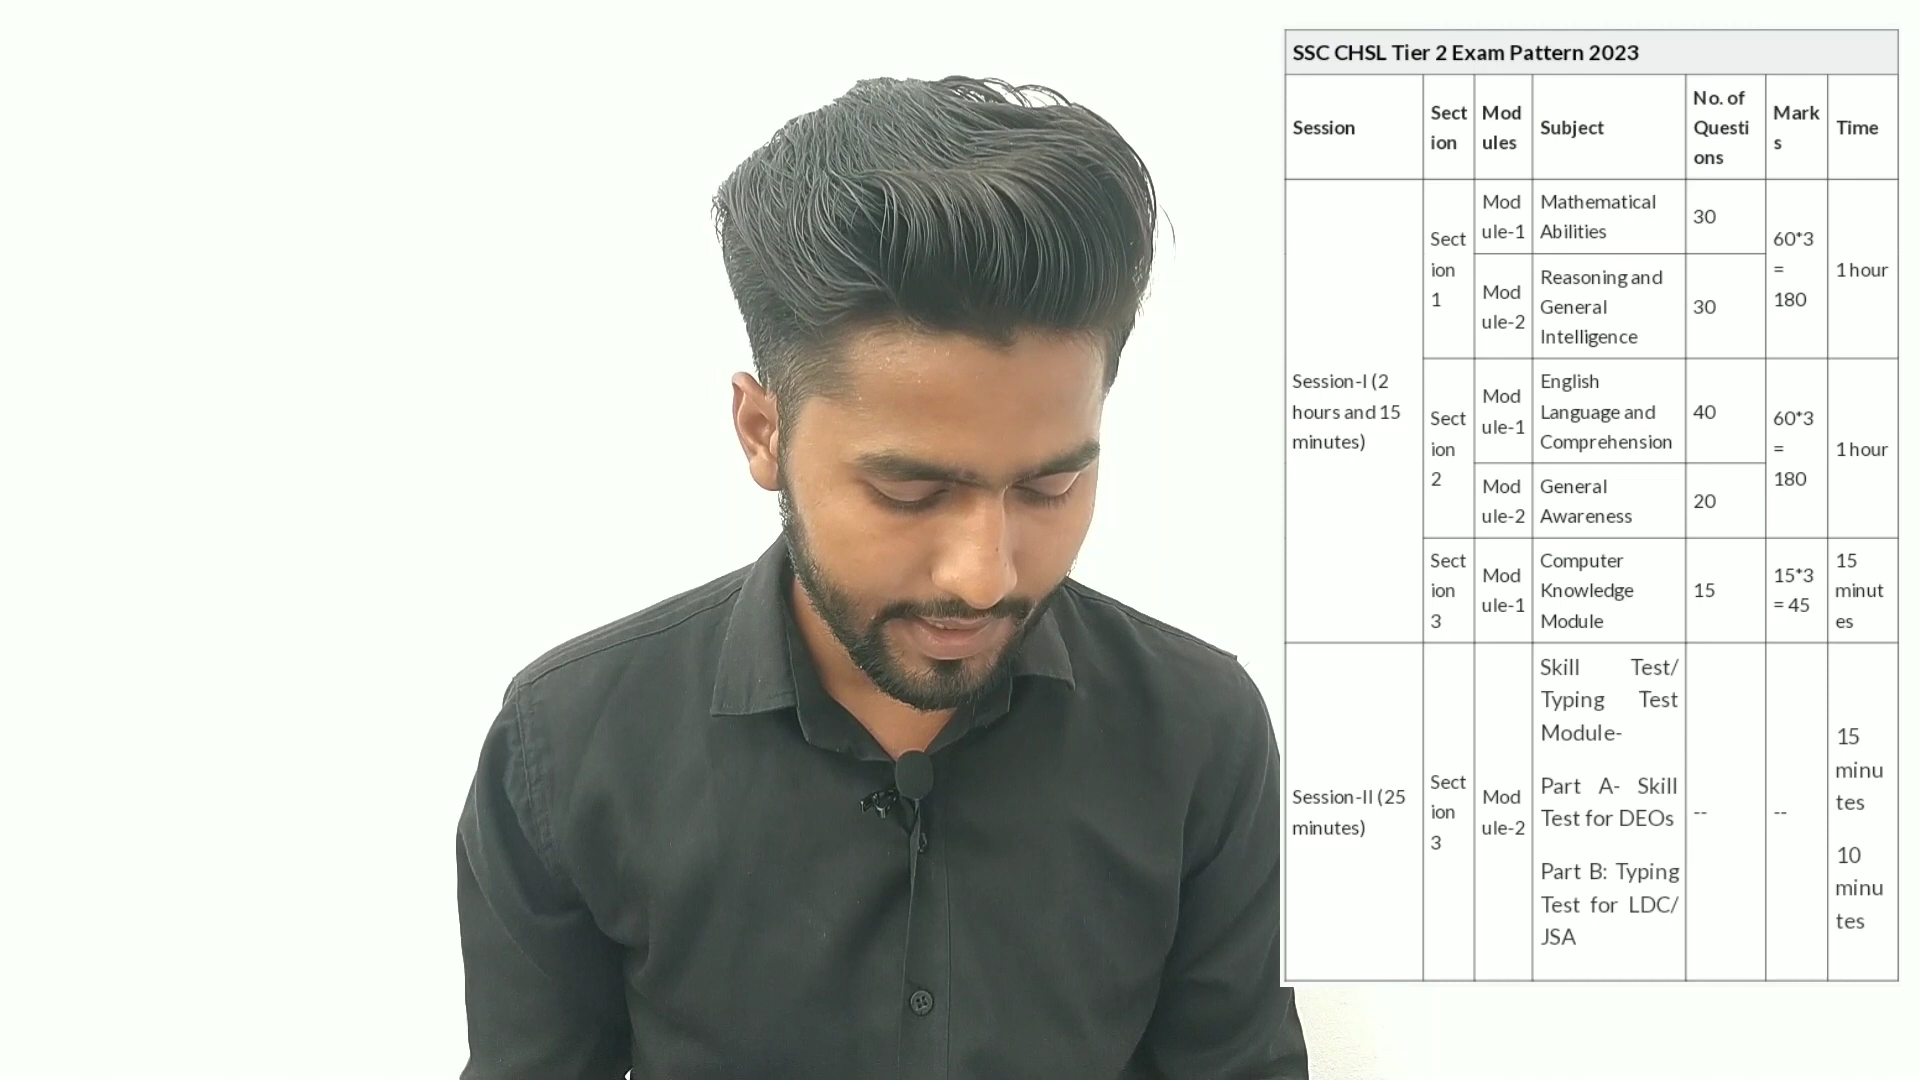 SSC CHSL Tier 2 Exam Pattern 2023
Session
Sect
ion
Mod
ules
Subject
No. of
Questi
ons
Mark
s
Time
Session-I (2
hours and 15
minutes)
Sect
ion
1
Mod
ule-1
Mathematical
Abilities
30
60*3
=
180
1 hour
Mod
ule-2
Reasoning and
General
Intelligence
30
Sect
ion
2
Mod
ule-1
English
Language and
Comprehension
40
60*3
=
180
1 hour
Mod
ule-2
General
Awareness
20
Sect
ion
3
Mod
ule-1
Computer
Knowledge
Module
15
15*3
= 45
15
minut
es
Session-II (25
minutes)
Sect
ion
3
Mod
ule-2
Skill Test/
Typing Test
Module-
Part A- Skill
Test for DEOs
Part B: Typing
Test for LDC/
JSA
--
--
15
minu
tes
10
minu
tes